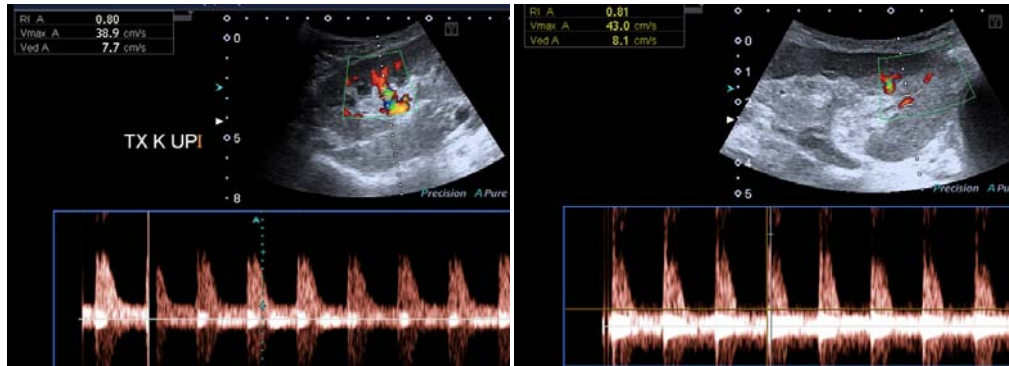 RI A 0.80
Vmax A 38.9 cm/s
Ved A 7.7 cm/s
0
5
8
TX K UPI
Precision A Pure
A
RI A 0.81
Vmax A 43.0 cm/s
Ved A 8.1 cm/s
0
1
2
4
5
Precision A Pure